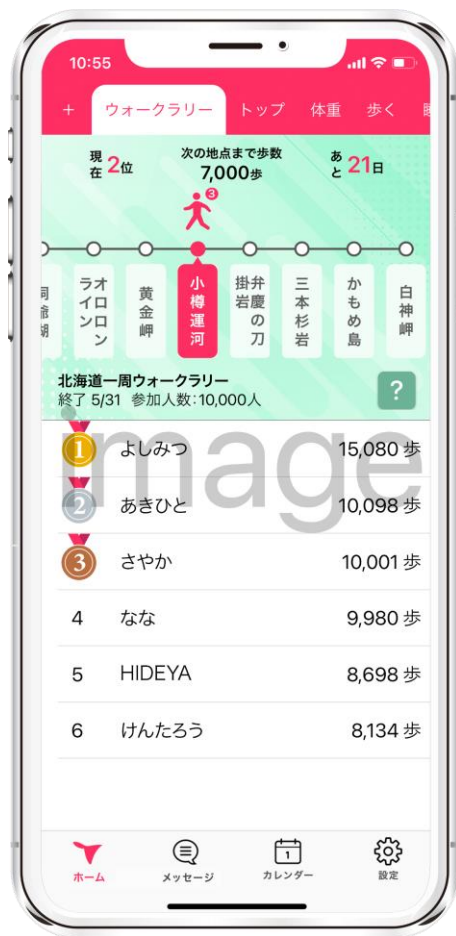 10:55
+ ウォークラリー トップ 体重 歩く
現在 2位 次の地点まで歩数 あと 21日
7,000歩
3
オロロンライン 黄金岬 小樽運河 弁慶の刀掛岩 三本杉岩 かもめ島 白神岬
北海道一周ウォークラリー
終了 5/31 参加人数:10,000人
?
image
1 よしみつ 15,080 歩
2 あきひと 10,098 歩
3 さやか 10,001 歩
4 なな 9,980 歩
5 HIDEYA 8,698 歩
6 けんたろう 8,134 歩
1
ホーム メッセージ カレンダー 設定